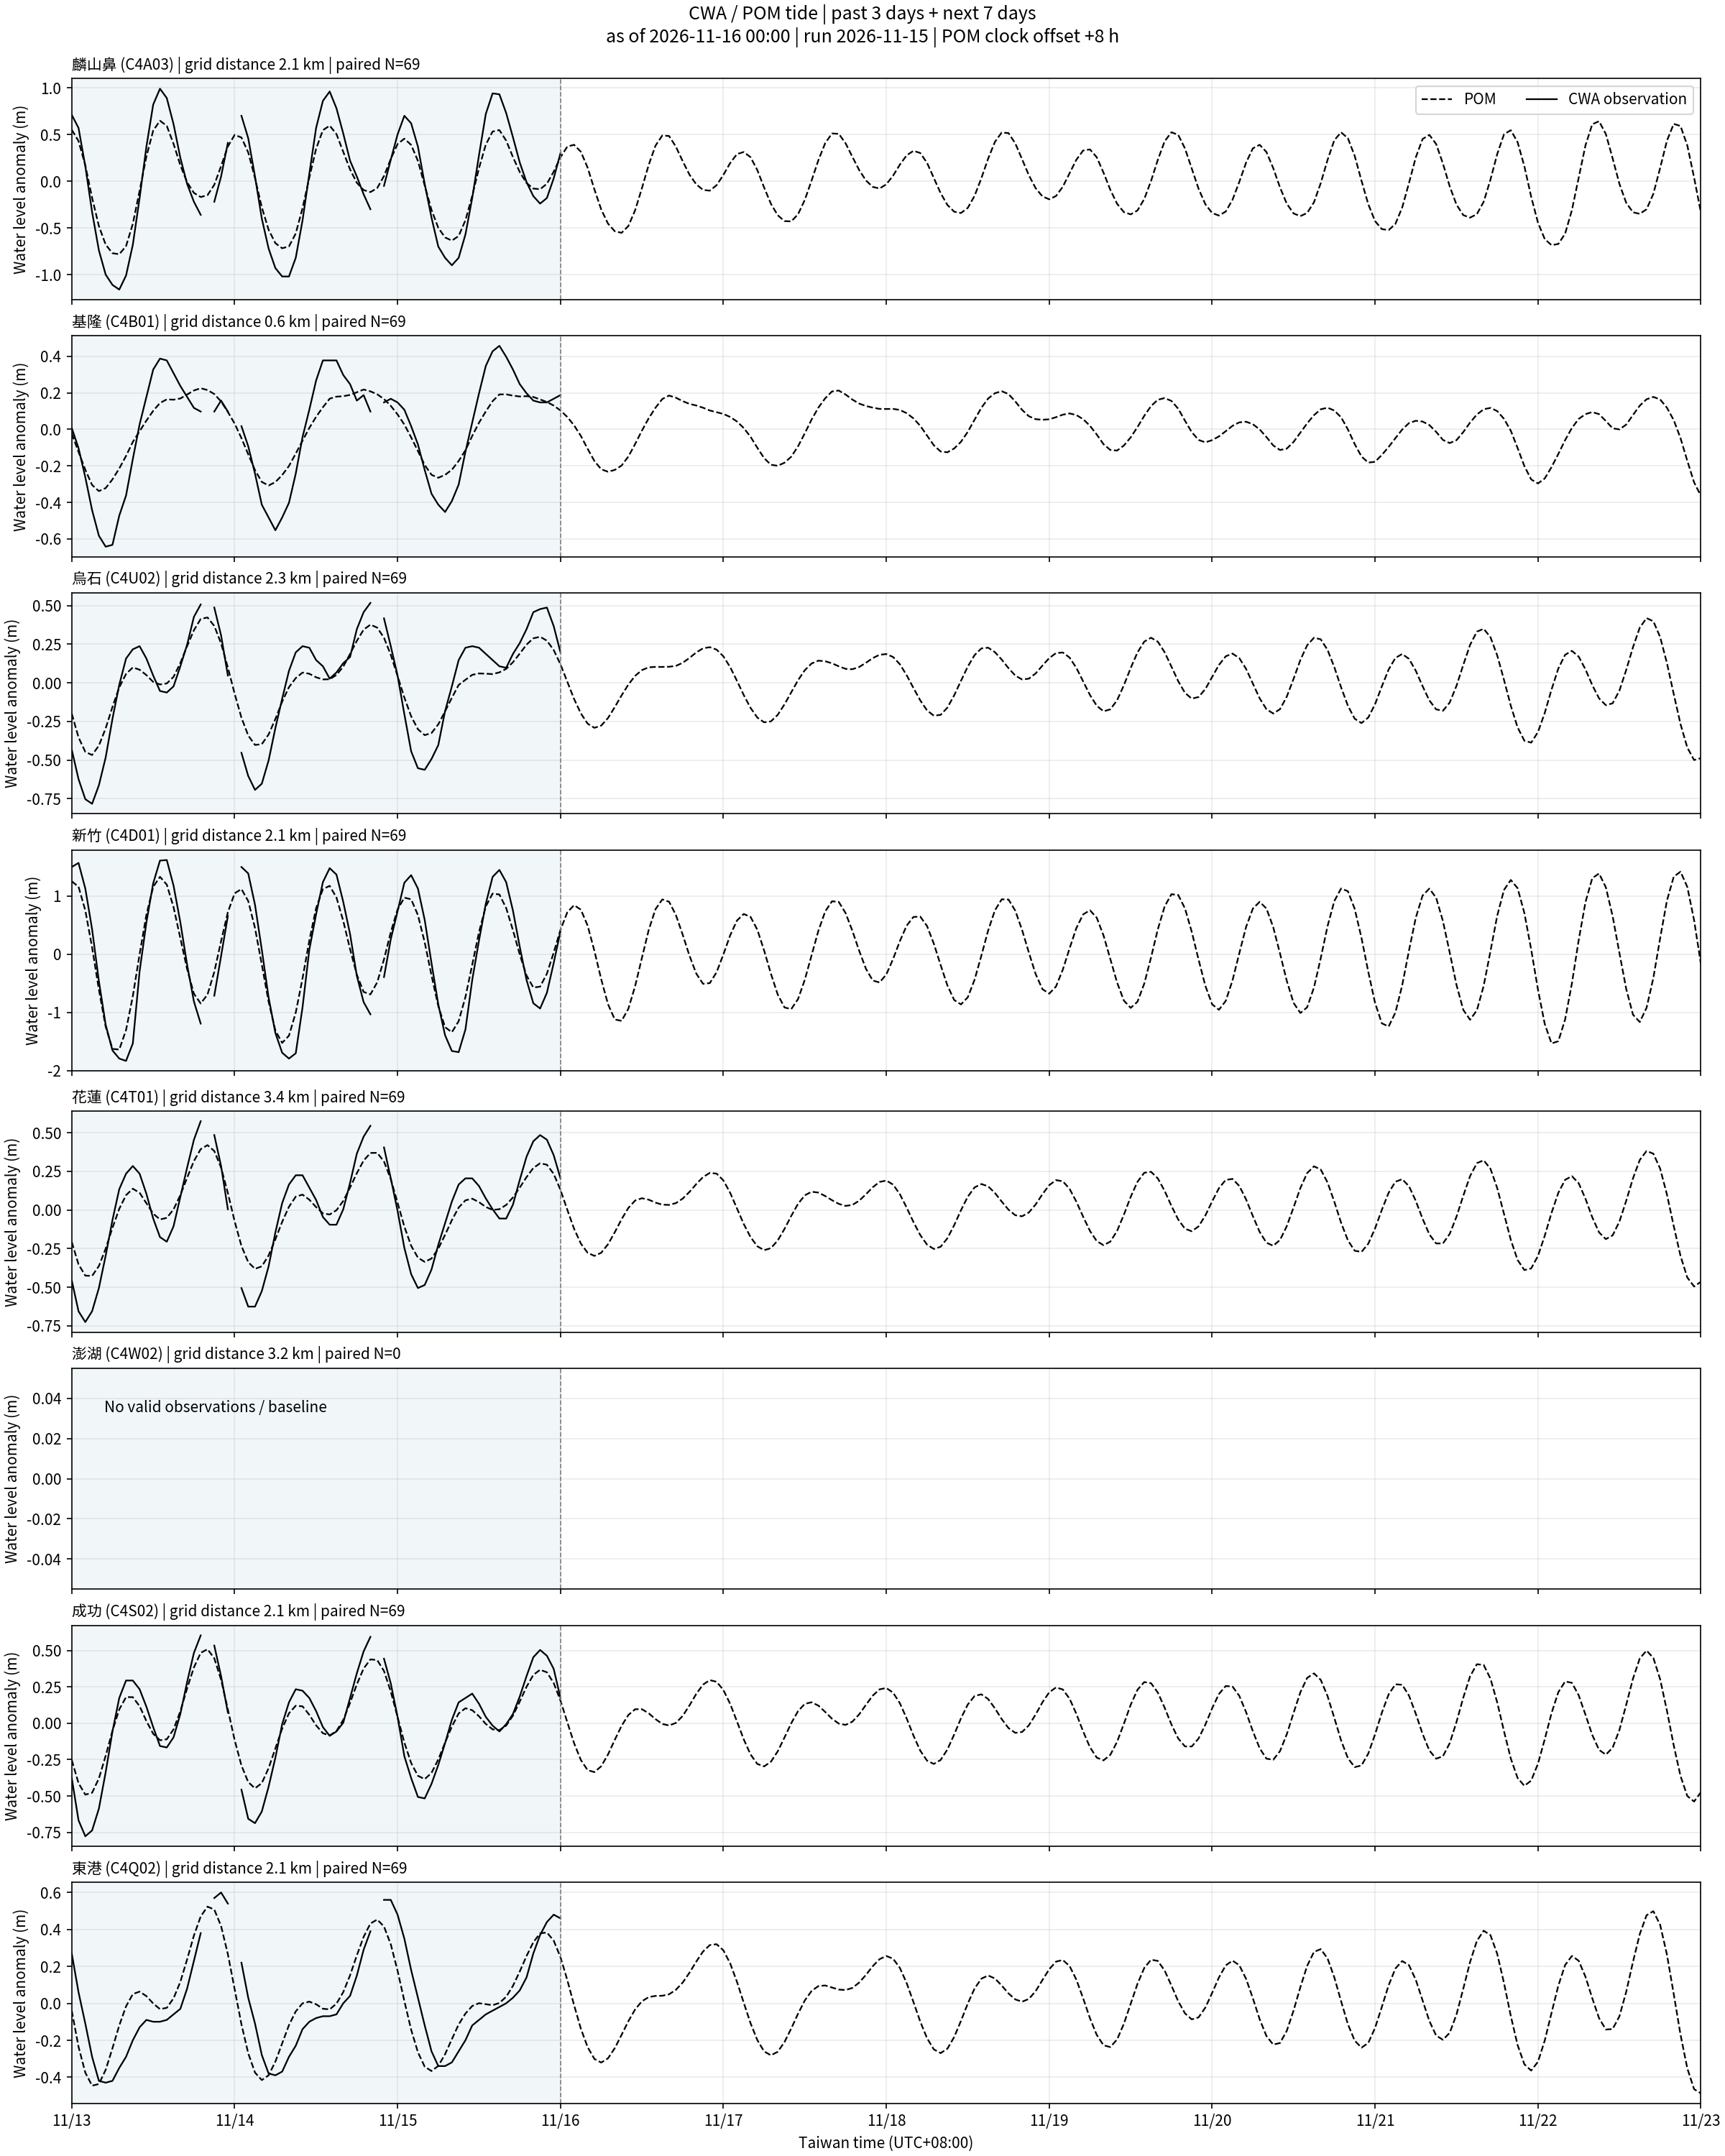 CWA / POM tide | past 3 days + next 7 days
as of 2026-11-16 00:00 | run 2026-11-15 | POM clock offset +8 h
麟山鼻 (C4A03) | grid distance 2.1 km | paired N=69
Water level anomaly (m)
1.0
0.5
0.0
-0.5
-1.0
POM
CWA observation
基隆 (C4B01) | grid distance 0.6 km | paired N=69
Water level anomaly (m)
0.4
0.2
0.0
-0.2
-0.4
-0.6
烏石 (C4U02) | grid distance 2.3 km | paired N=69
Water level anomaly (m)
0.50
0.25
0.00
-0.25
-0.50
-0.75
新竹 (C4D01) | grid distance 2.1 km | paired N=69
Water level anomaly (m)
1
0
-1
-2
花蓮 (C4T01) | grid distance 3.4 km | paired N=69
Water level anomaly (m)
0.50
0.25
0.00
-0.25
-0.50
-0.75
澎湖 (C4W02) | grid distance 3.2 km | paired N=0
Water level anomaly (m)
0.04
0.02
0.00
-0.02
-0.04
No valid observations / baseline
成功 (C4S02) | grid distance 2.1 km | paired N=69
Water level anomaly (m)
0.50
0.25
0.00
-0.25
-0.50
-0.75
東港 (C4Q02) | grid distance 2.1 km | paired N=69
Water level anomaly (m)
0.6
0.4
0.2
0.0
-0.2
-0.4
11/13 11/14 11/15 11/16 11/17 11/18 11/19 11/20 11/21 11/22 11/23
Taiwan time (UTC+08:00)